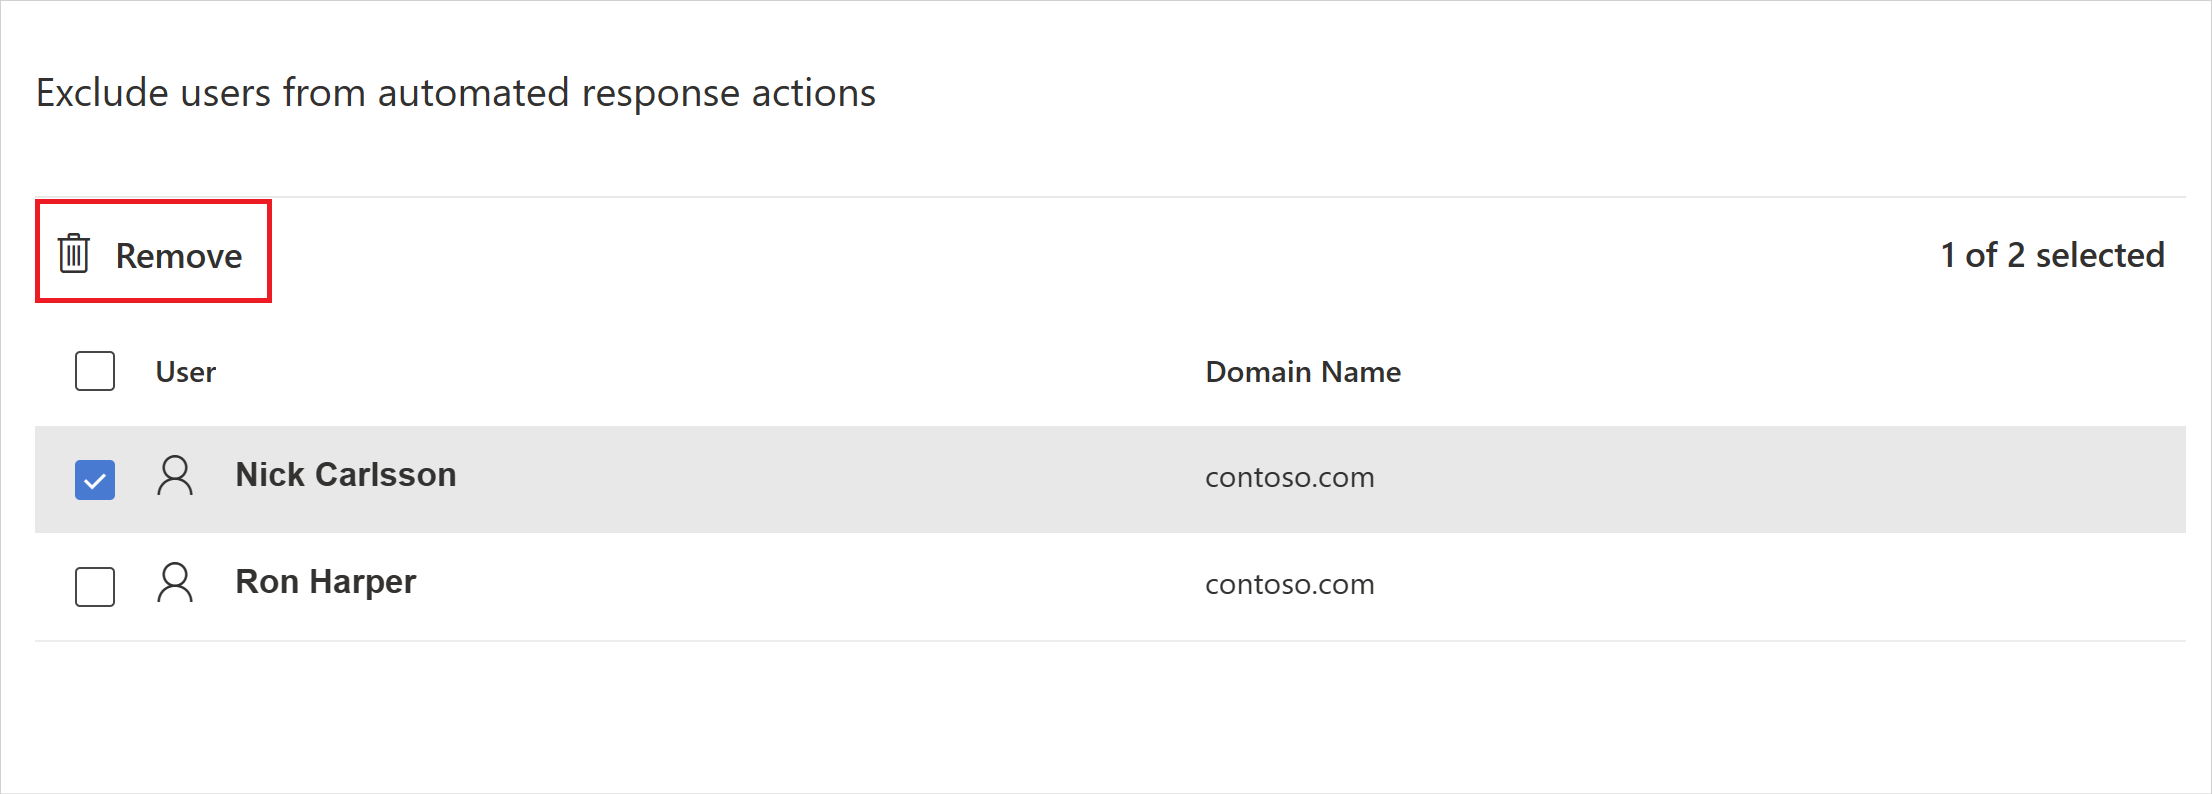 Exclude users from automated response actions
Remove
1 of 2 selected
User
Domain Name
Nick Carlsson
contoso.com
Ron Harper
contoso.com